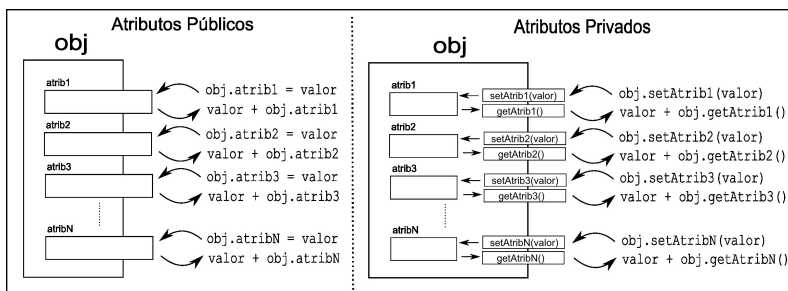 Atributos Públicos
obj
atrib1
obj.atrib1 = valor
valor + obj.atrib1
atrib2
obj.atrib2 = valor
valor + obj.atrib2
atrib3
obj.atrib3 = valor
valor + obj.atrib3
atribN
obj.atribN = valor
valor + obj.atribN
Atributos Privados
obj
atrib1
setAtrib1(valor)
getAtrib1()
obj.setAtrib1(valor)
valor + obj.getAtrib1()
atrib2
setAtrib2(valor)
getAtrib2()
obj.setAtrib2(valor)
valor + obj.getAtrib2()
atrib3
setAtrib3(valor)
getAtrib3()
obj.setAtrib3(valor)
valor + obj.getAtrib3()
atribN
setAtribN(valor)
getAtribN()
obj.setAtribN(valor)
valor + obj.getAtribN()